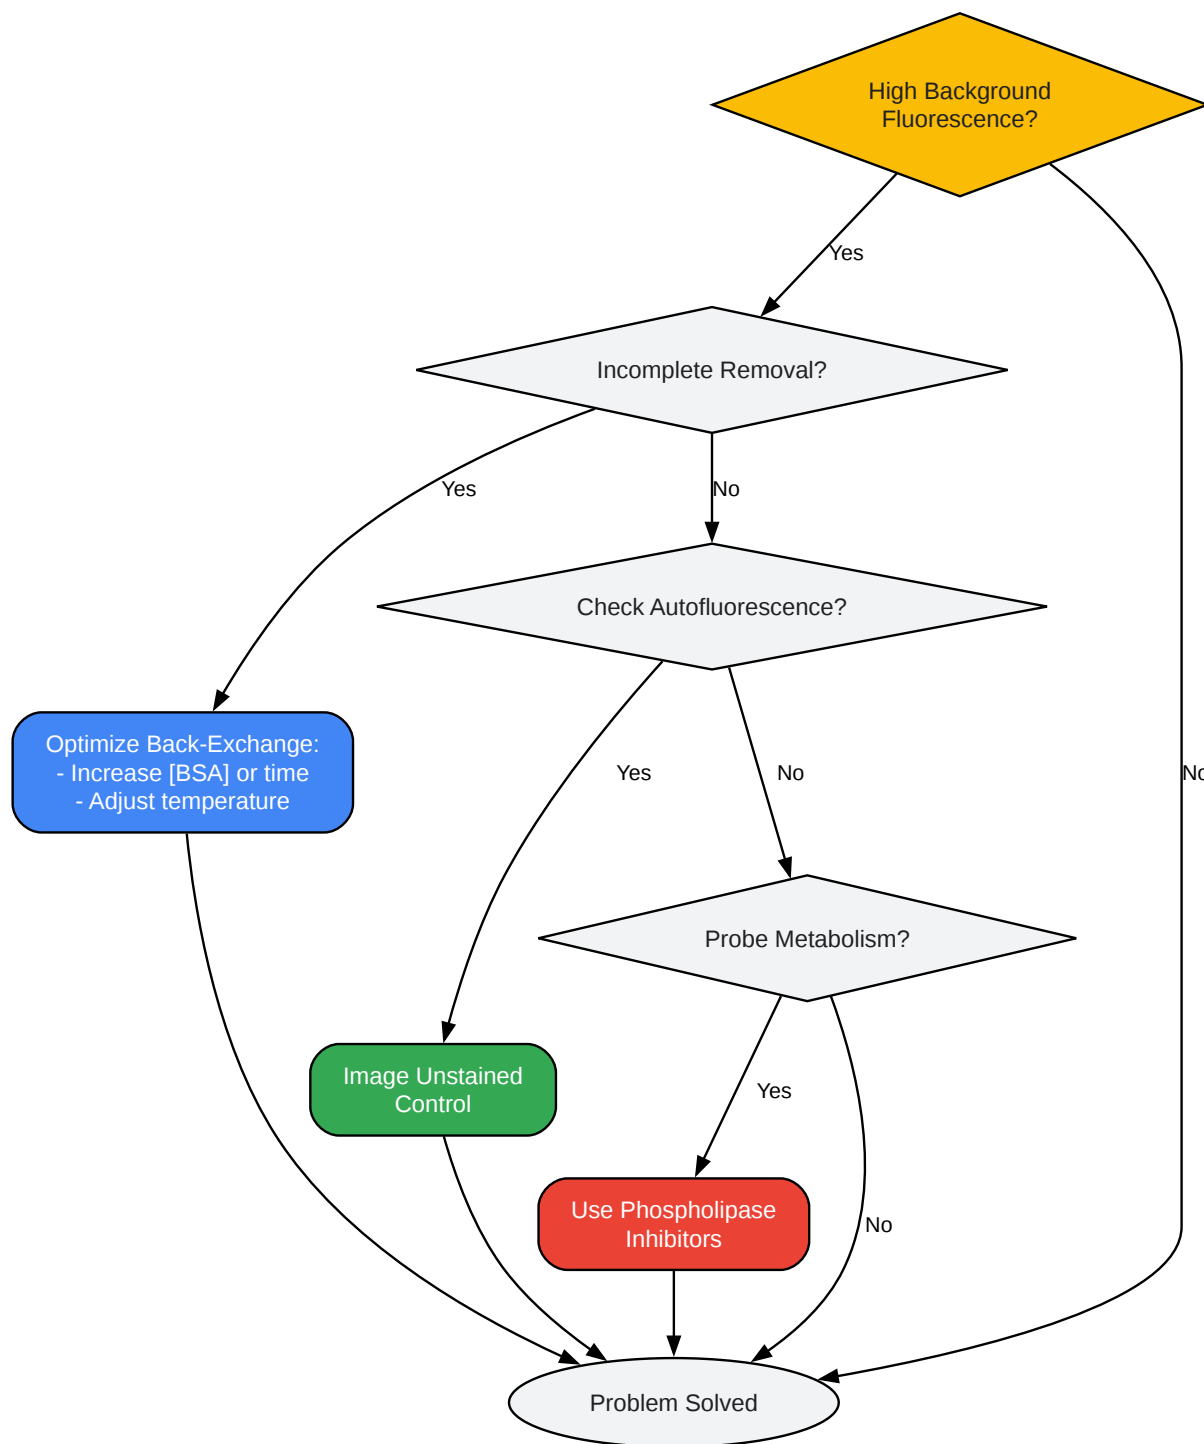 High Background
Fluorescence?
Yes
Incomplete Removal?
Yes
No
Check Autofluorescence?
Optimize Back-Exchange:
- Increase [BSA] or time
- Adjust temperature
Yes
No
No
Probe Metabolism?
Image Unstained
Control
Yes
Use Phospholipase
Inhibitors
No
Problem Solved